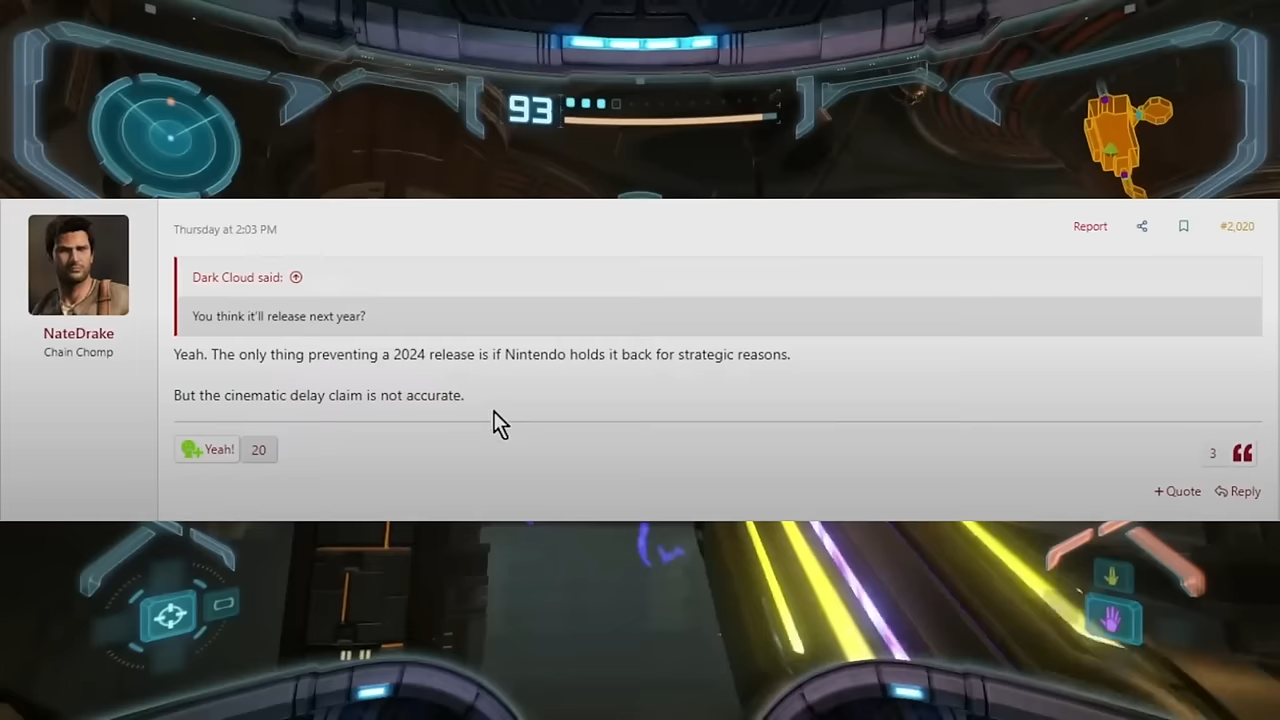 93
Thursday at 2:03 PM
Report
#2,020
Dark Cloud said:
You think it'll release next year?
NateDrake
Chain Chomp
Yeah. The only thing preventing a 2024 release is if Nintendo holds it back for strategic reasons.
But the cinematic delay claim is not accurate.
Yeah!
20
3
+ Quote
Reply